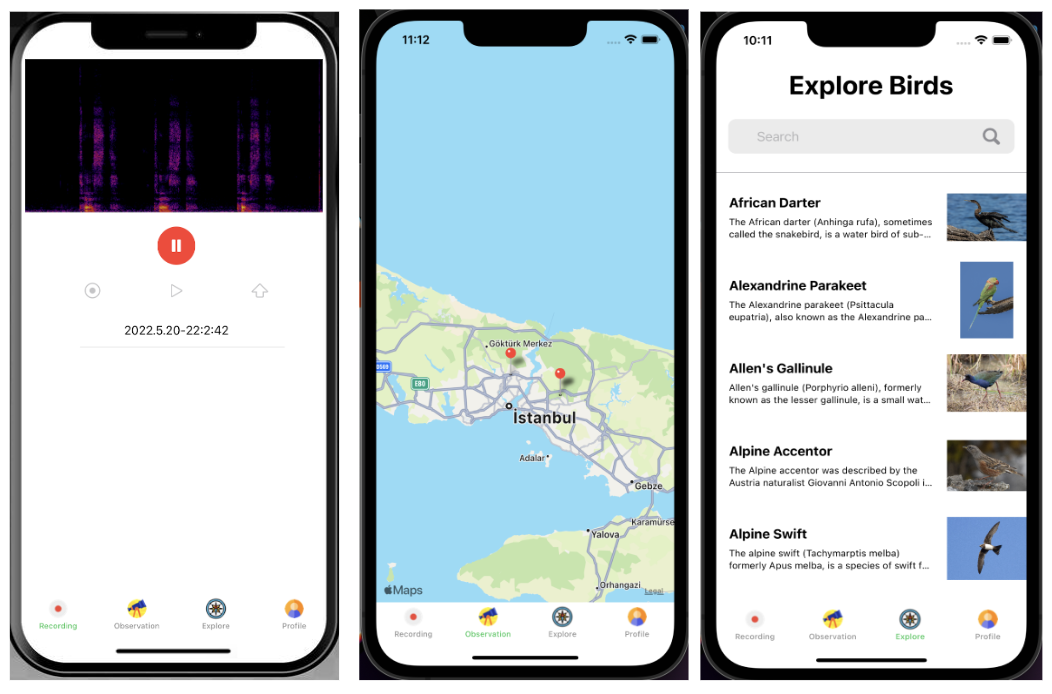 2022.5.20-22:2:42
Recording
Observation
Explore
Profile
11:12
Göktürk Merkez
E80
İstanbul
Adalar
Gebze
Karamürse
Yalova
Orhangazi
Maps
Legal
Recording
Observation
Explore
Profile
10:11
Explore Birds
Search
African Darter
The African darter (Anhinga rufa), sometimes
called the snakebird, is a water bird of sub-...
Alexandrine Parakeet
The Alexandrine parakeet (Psittacula
eupatria), also known as the Alexandrine pa...
Allen's Gallinule
Allen's gallinule (Porphyrio alleni), formerly
known as the lesser gallinule, is a small wat...
Alpine Accentor
The Alpine accentor was described by the
Austria naturalist Giovanni Antonio Scopoli i...
Alpine Swift
The alpine swift (Tachymarptis melba)
formerly Apus melba, is a species of swift f...
Recording
Observation
Explore
Profile